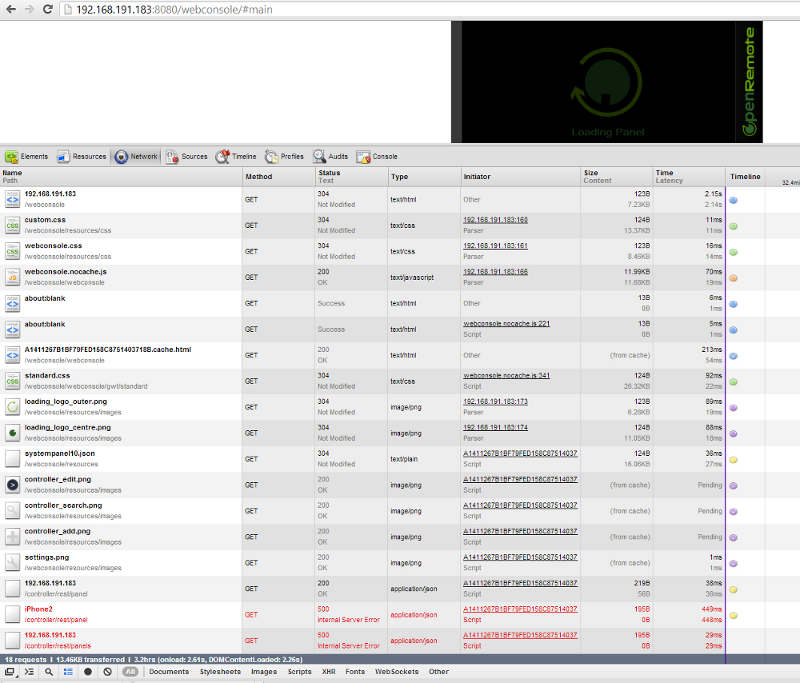 192.168.191.183:8080/webconsole/#main
Loading Panel
OpenRemote
Elements Resources Network Sources Timeline Profiles Audits Console
Name Method Status Type Initiator Size Time Timeline
Path Text Content Latency 32.4m
192.168.191.183 GET 304 text/html Other 123B 2.15s
/webconsole Not Modified 7.23KB 2.14s
custom.css GET 304 text/css 192.168.191.183:160 124B 11ms
/webconsole/resources/css Not Modified Parser 13.37KB 11ms
webconsole.css GET 304 text/css 192.168.191.183:161 123B 16ms
/webconsole/resources/css Not Modified Parser 8.46KB 14ms
webconsole.nocache.js GET 200 text/javascript 192.168.191.183:166 11.99KB 70ms
/webconsole/webconsole OK Parser 11.68KB 19ms
about:blank GET Success text/html Other 13B 6ms
0B 1ms
about:blank GET Success text/html webconsole.nocache.js:221 13B 5ms
Script 0B 1ms
A1411267B1BF79FED158C8751403718B.cache.html GET 200 text/html Other (from cache) 213ms
/webconsole/webconsole OK 54ms
standard.css GET 304 text/css webconsole.nocache.js:341 124B 92ms
/webconsole/webconsole/gwt/standard Not Modified Script 26.32KB 22ms
loading_logo_outer.png GET 304 image/png 192.168.191.183:173 123B 89ms
/webconsole/resources/images Not Modified Parser 6.28KB 19ms
loading_logo_centre.png GET 304 image/png 192.168.191.183:174 124B 88ms
/webconsole/resources/images Not Modified Parser 11.05KB 18ms
systempanel10.json GET 304 text/plain A1411267B1BF79FED158C87514037 124B 36ms
/webconsole/resources Not Modified Script 16.06KB 27ms
controller_edit.png GET 200 image/png A1411267B1BF79FED158C87514037 (from cache) Pending
/webconsole/resources/images OK Script
controller_search.png GET 200 image/png A1411267B1BF79FED158C87514037 (from cache) Pending
/webconsole/resources/images OK Script
controller_add.png GET 200 image/png A1411267B1BF79FED158C87514037 (from cache) Pending
/webconsole/resources/images OK Script
settings.png GET 200 image/png A1411267B1BF79FED158C87514037 (from cache) 1ms
/webconsole/resources/images OK Script 1ms
192.168.191.183 GET 200 application/json A1411267B1BF79FED158C87514037 219B 38ms
/controller/rest/panel OK Script 56B 38ms
iPhone2 GET 500 application/json A1411267B1BF79FED158C87514037 195B 449ms
/controller/rest/panel Internal Server Error Script 0B 448ms
192.168.191.183 GET 500 application/json A1411267B1BF79FED158C87514037 195B 29ms
/controller/rest/panels Internal Server Error Script 0B 29ms
18 requests | 13.46KB transferred | 3.2hrs (onload: 2.61s, DOMContentLoaded: 2.26s)
All Documents Stylesheets Images Scripts XHR Fonts WebSockets Other